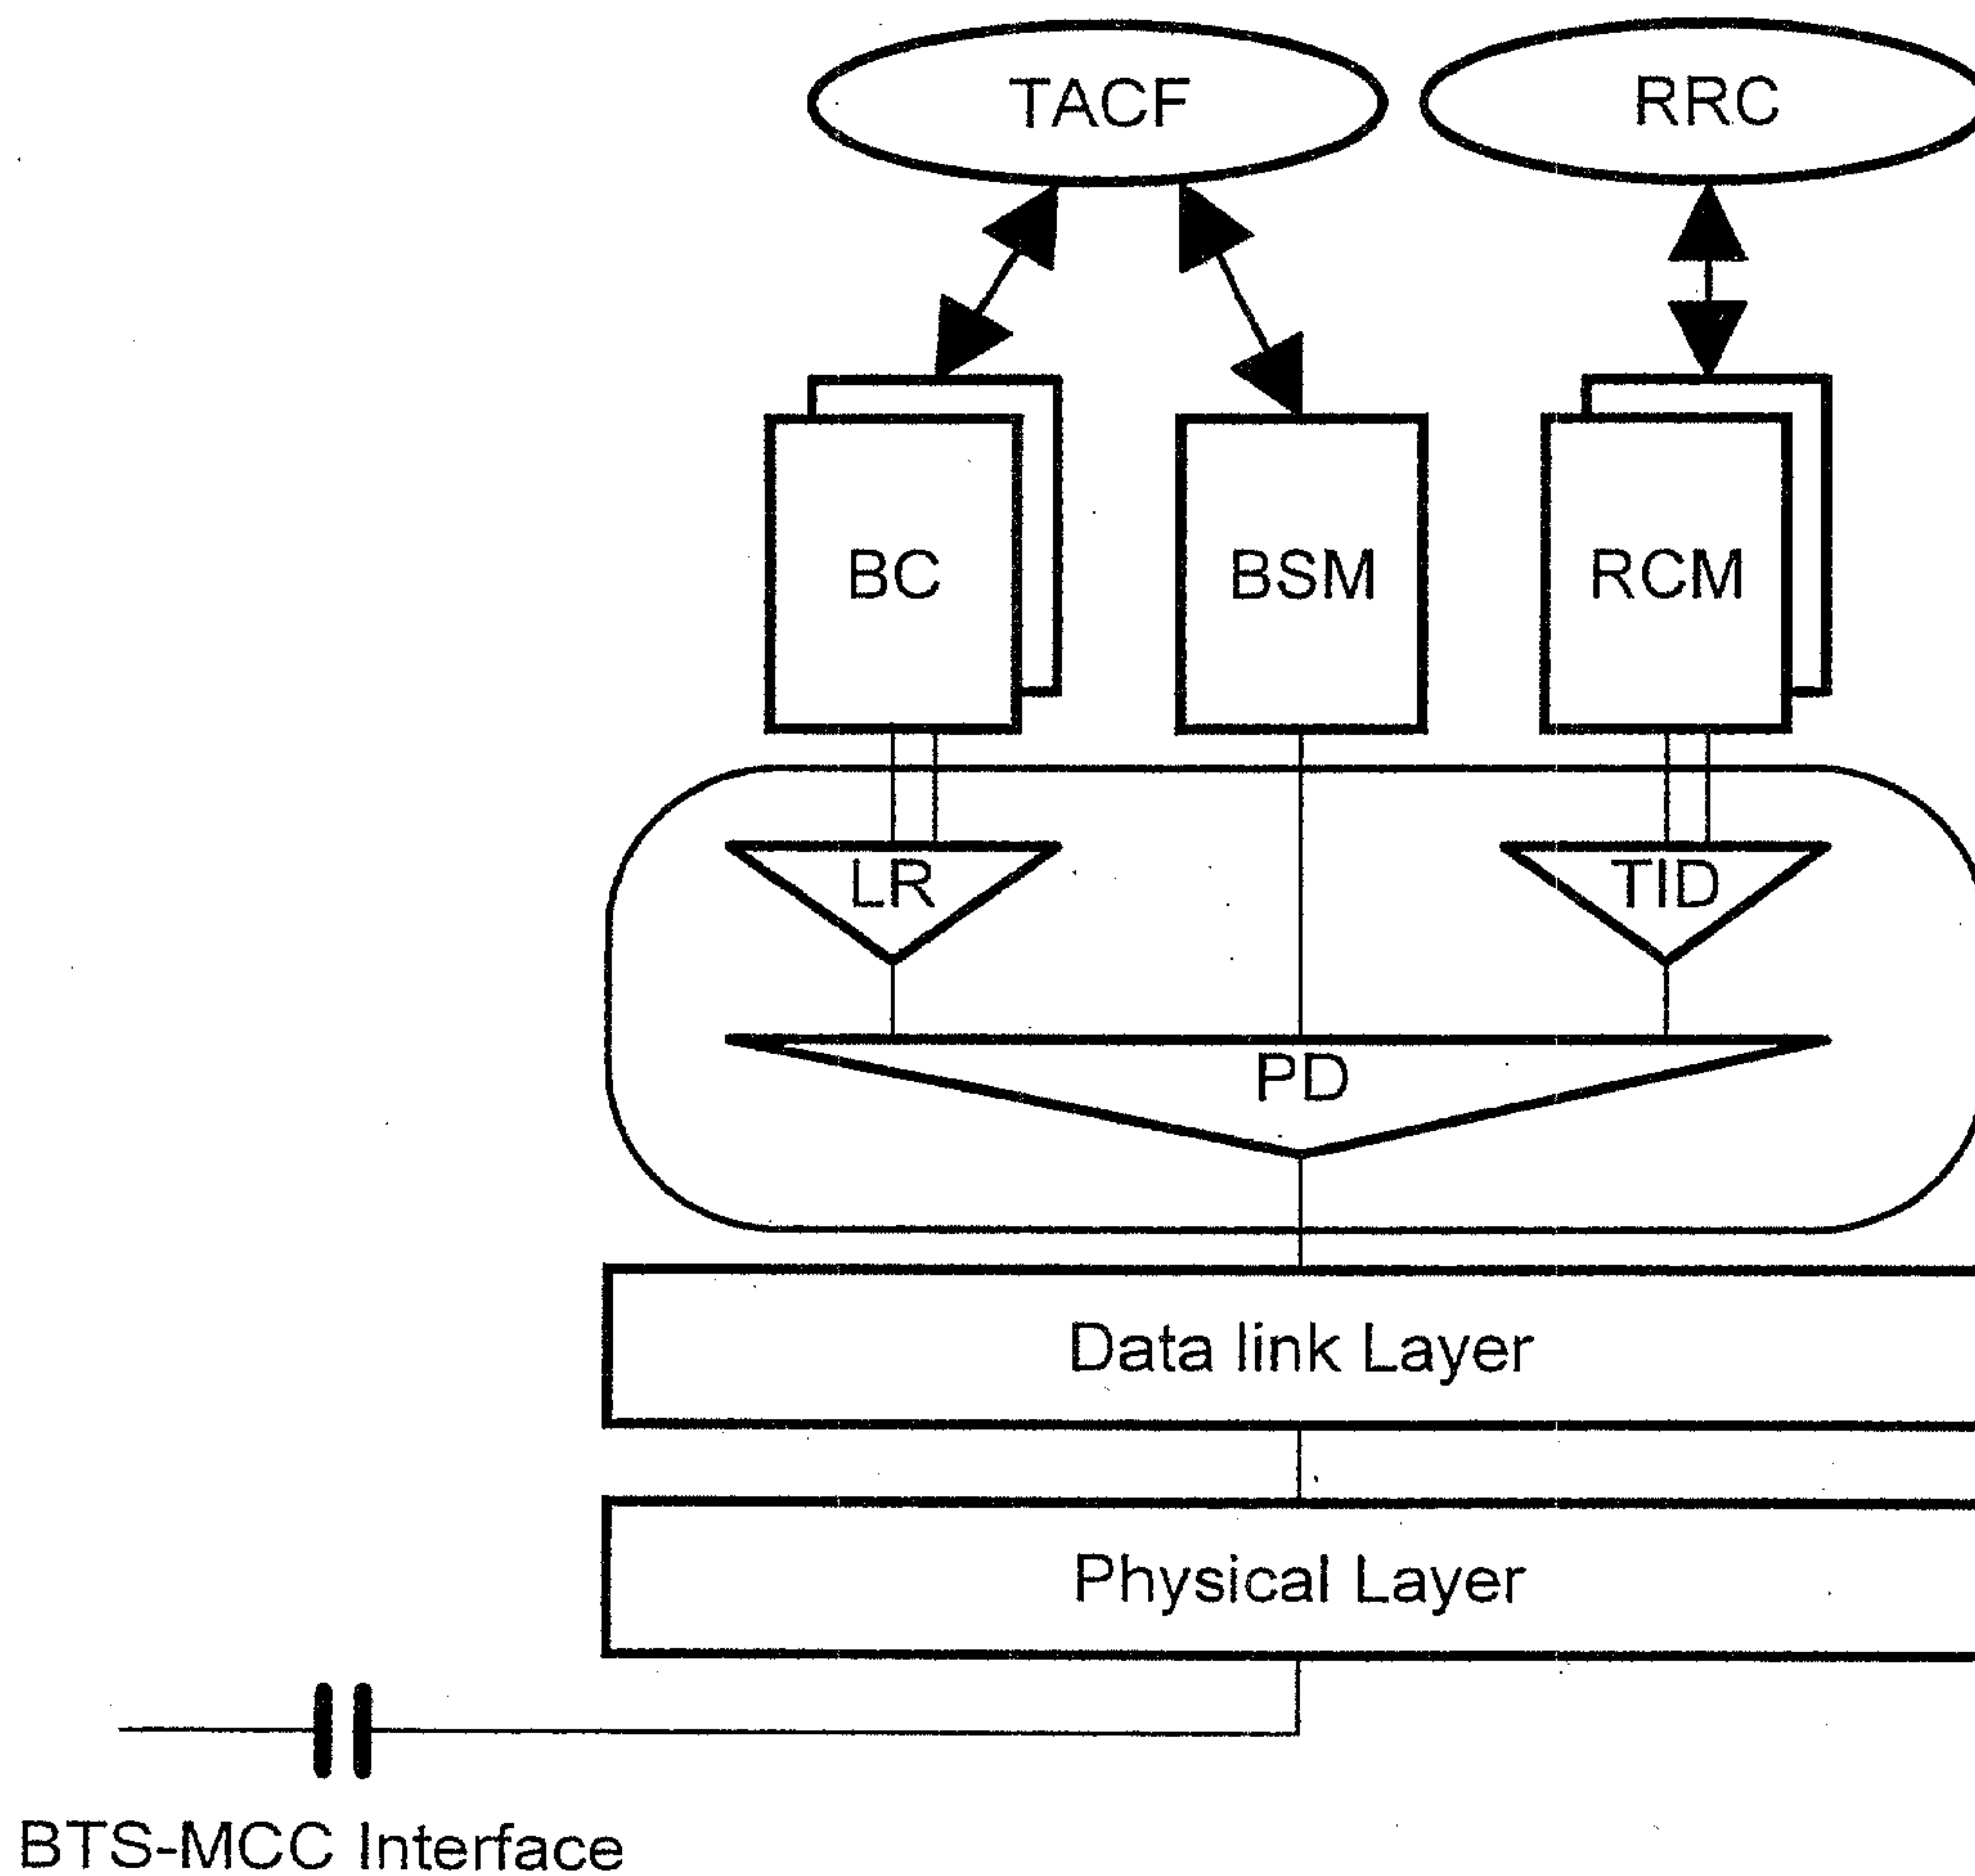 TACF
RRC
BC
BSM
RCM
LR
TID
PD
Data link Layer
Physical Layer
BTS-MCC Interface